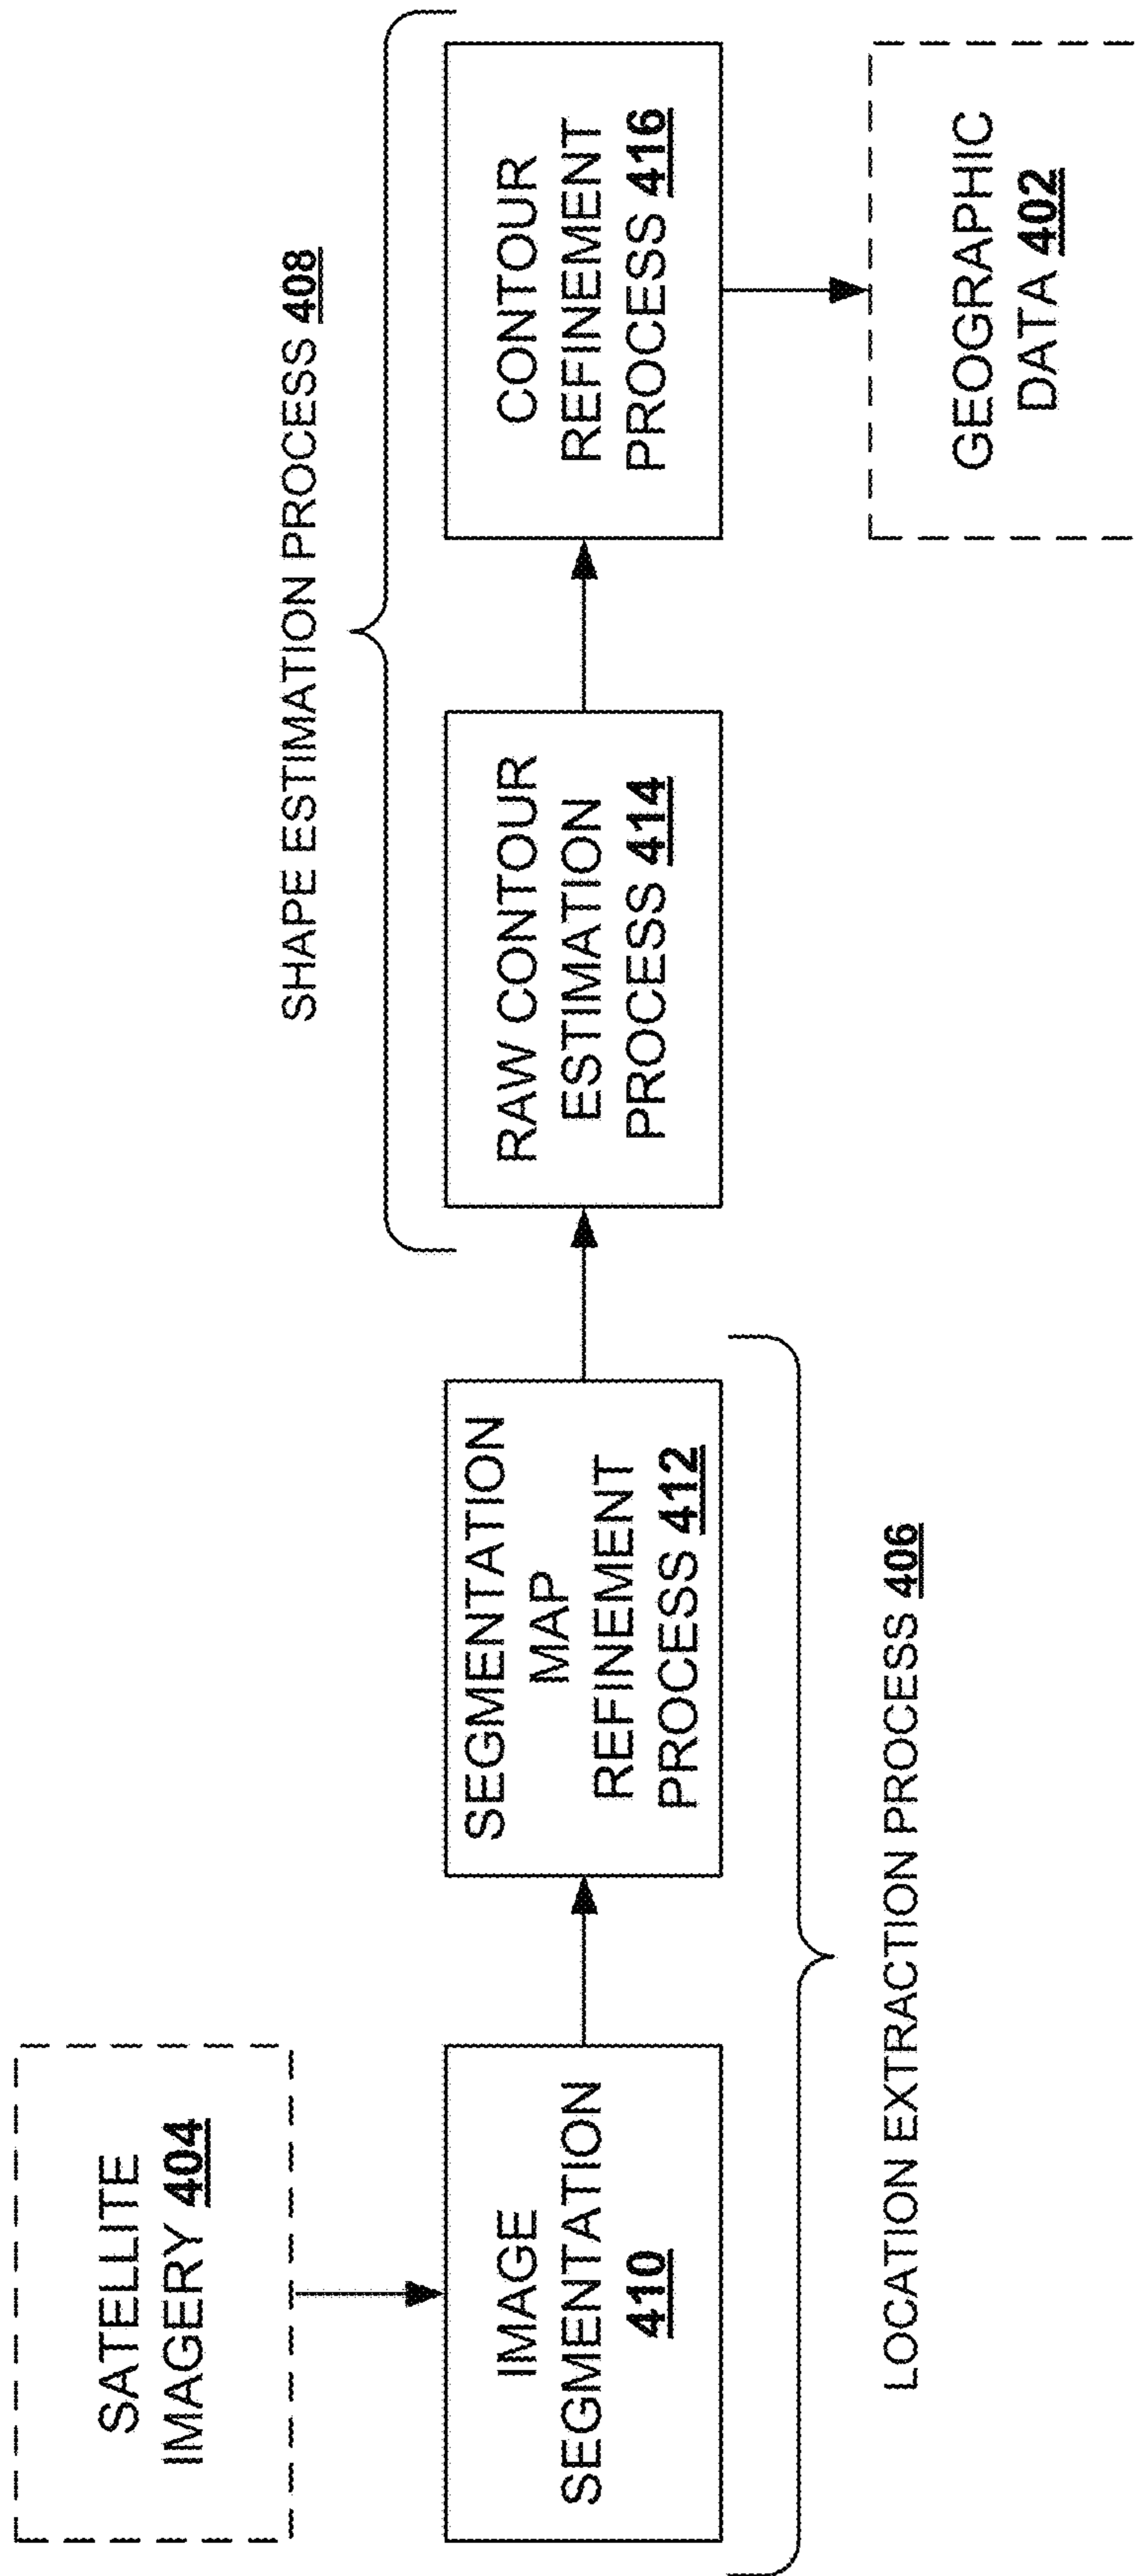 SATELLITE
IMAGERY 404
IMAGE
SEGMENTATION
410
SEGMENTATION
MAP
REFINEMENT
PROCESS 412
LOCATION EXTRACTION PROCESS 406
SHAPE ESTIMATION PROCESS 408
RAW CONTOUR
ESTIMATION
PROCESS 414
CONTOUR
REFINEMENT
PROCESS 416
GEOGRAPHIC
DATA 402